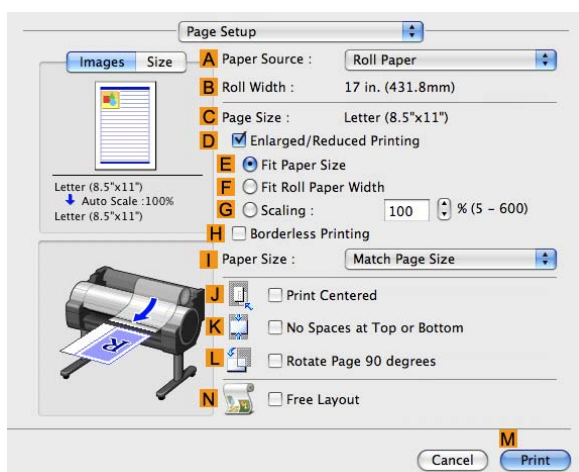 Page Setup
Images Size
A Paper Source : Roll Paper
B Roll Width : 17 in. (431.8mm)
C Page Size : Letter (8.5"x11")
D Enlarged/Reduced Printing
E Fit Paper Size
F Fit Roll Paper Width
G Scaling : 100 % (5 - 600)
Letter (8.5"x11")
Auto Scale :100%
Letter (8.5"x11")
H Borderless Printing
I Paper Size : Match Page Size
J Print Centered
K No Spaces at Top or Bottom
L Rotate Page 90 degrees
R
N Free Layout
M
Cancel Print